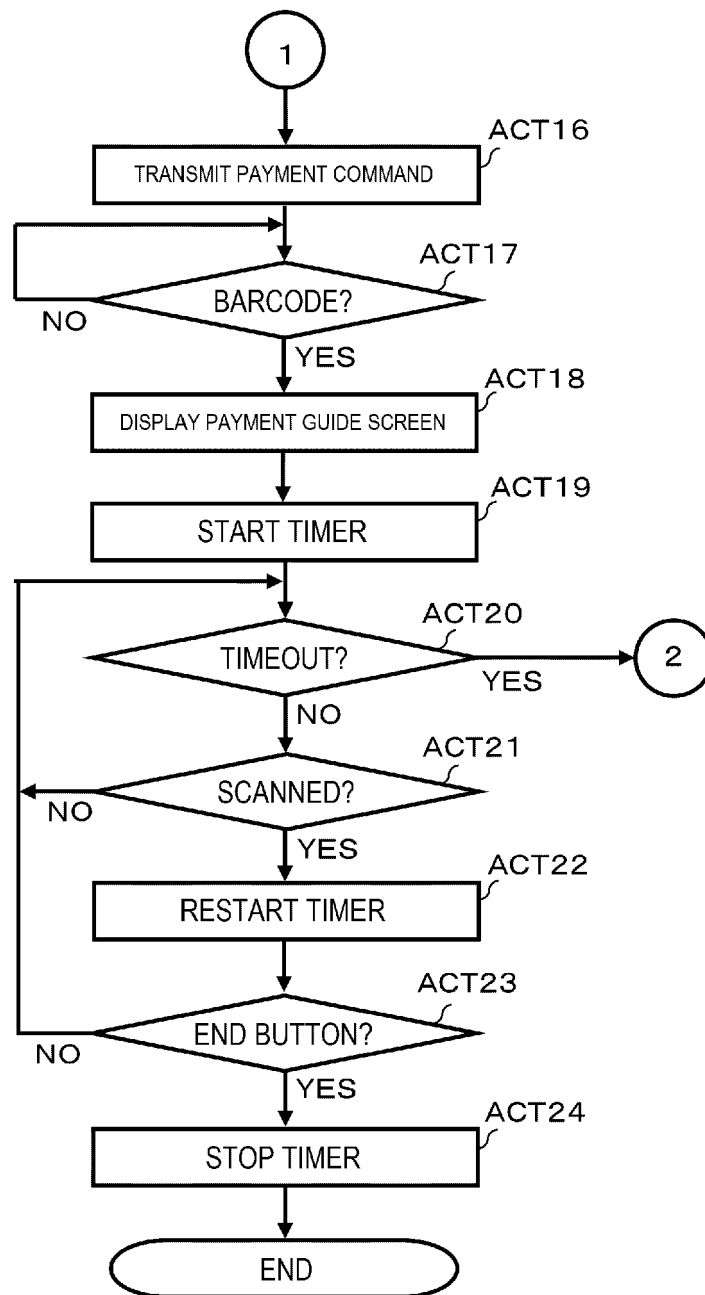 1
ACT16
TRANSMIT PAYMENT COMMAND
ACT17
BARCODE?
NO
YES
ACT18
DISPLAY PAYMENT GUIDE SCREEN
ACT19
START TIMER
ACT20
TIMEOUT?
2
YES
NO
ACT21
SCANNED?
NO
YES
ACT22
RESTART TIMER
ACT23
END BUTTON?
NO
YES
ACT24
STOP TIMER
END